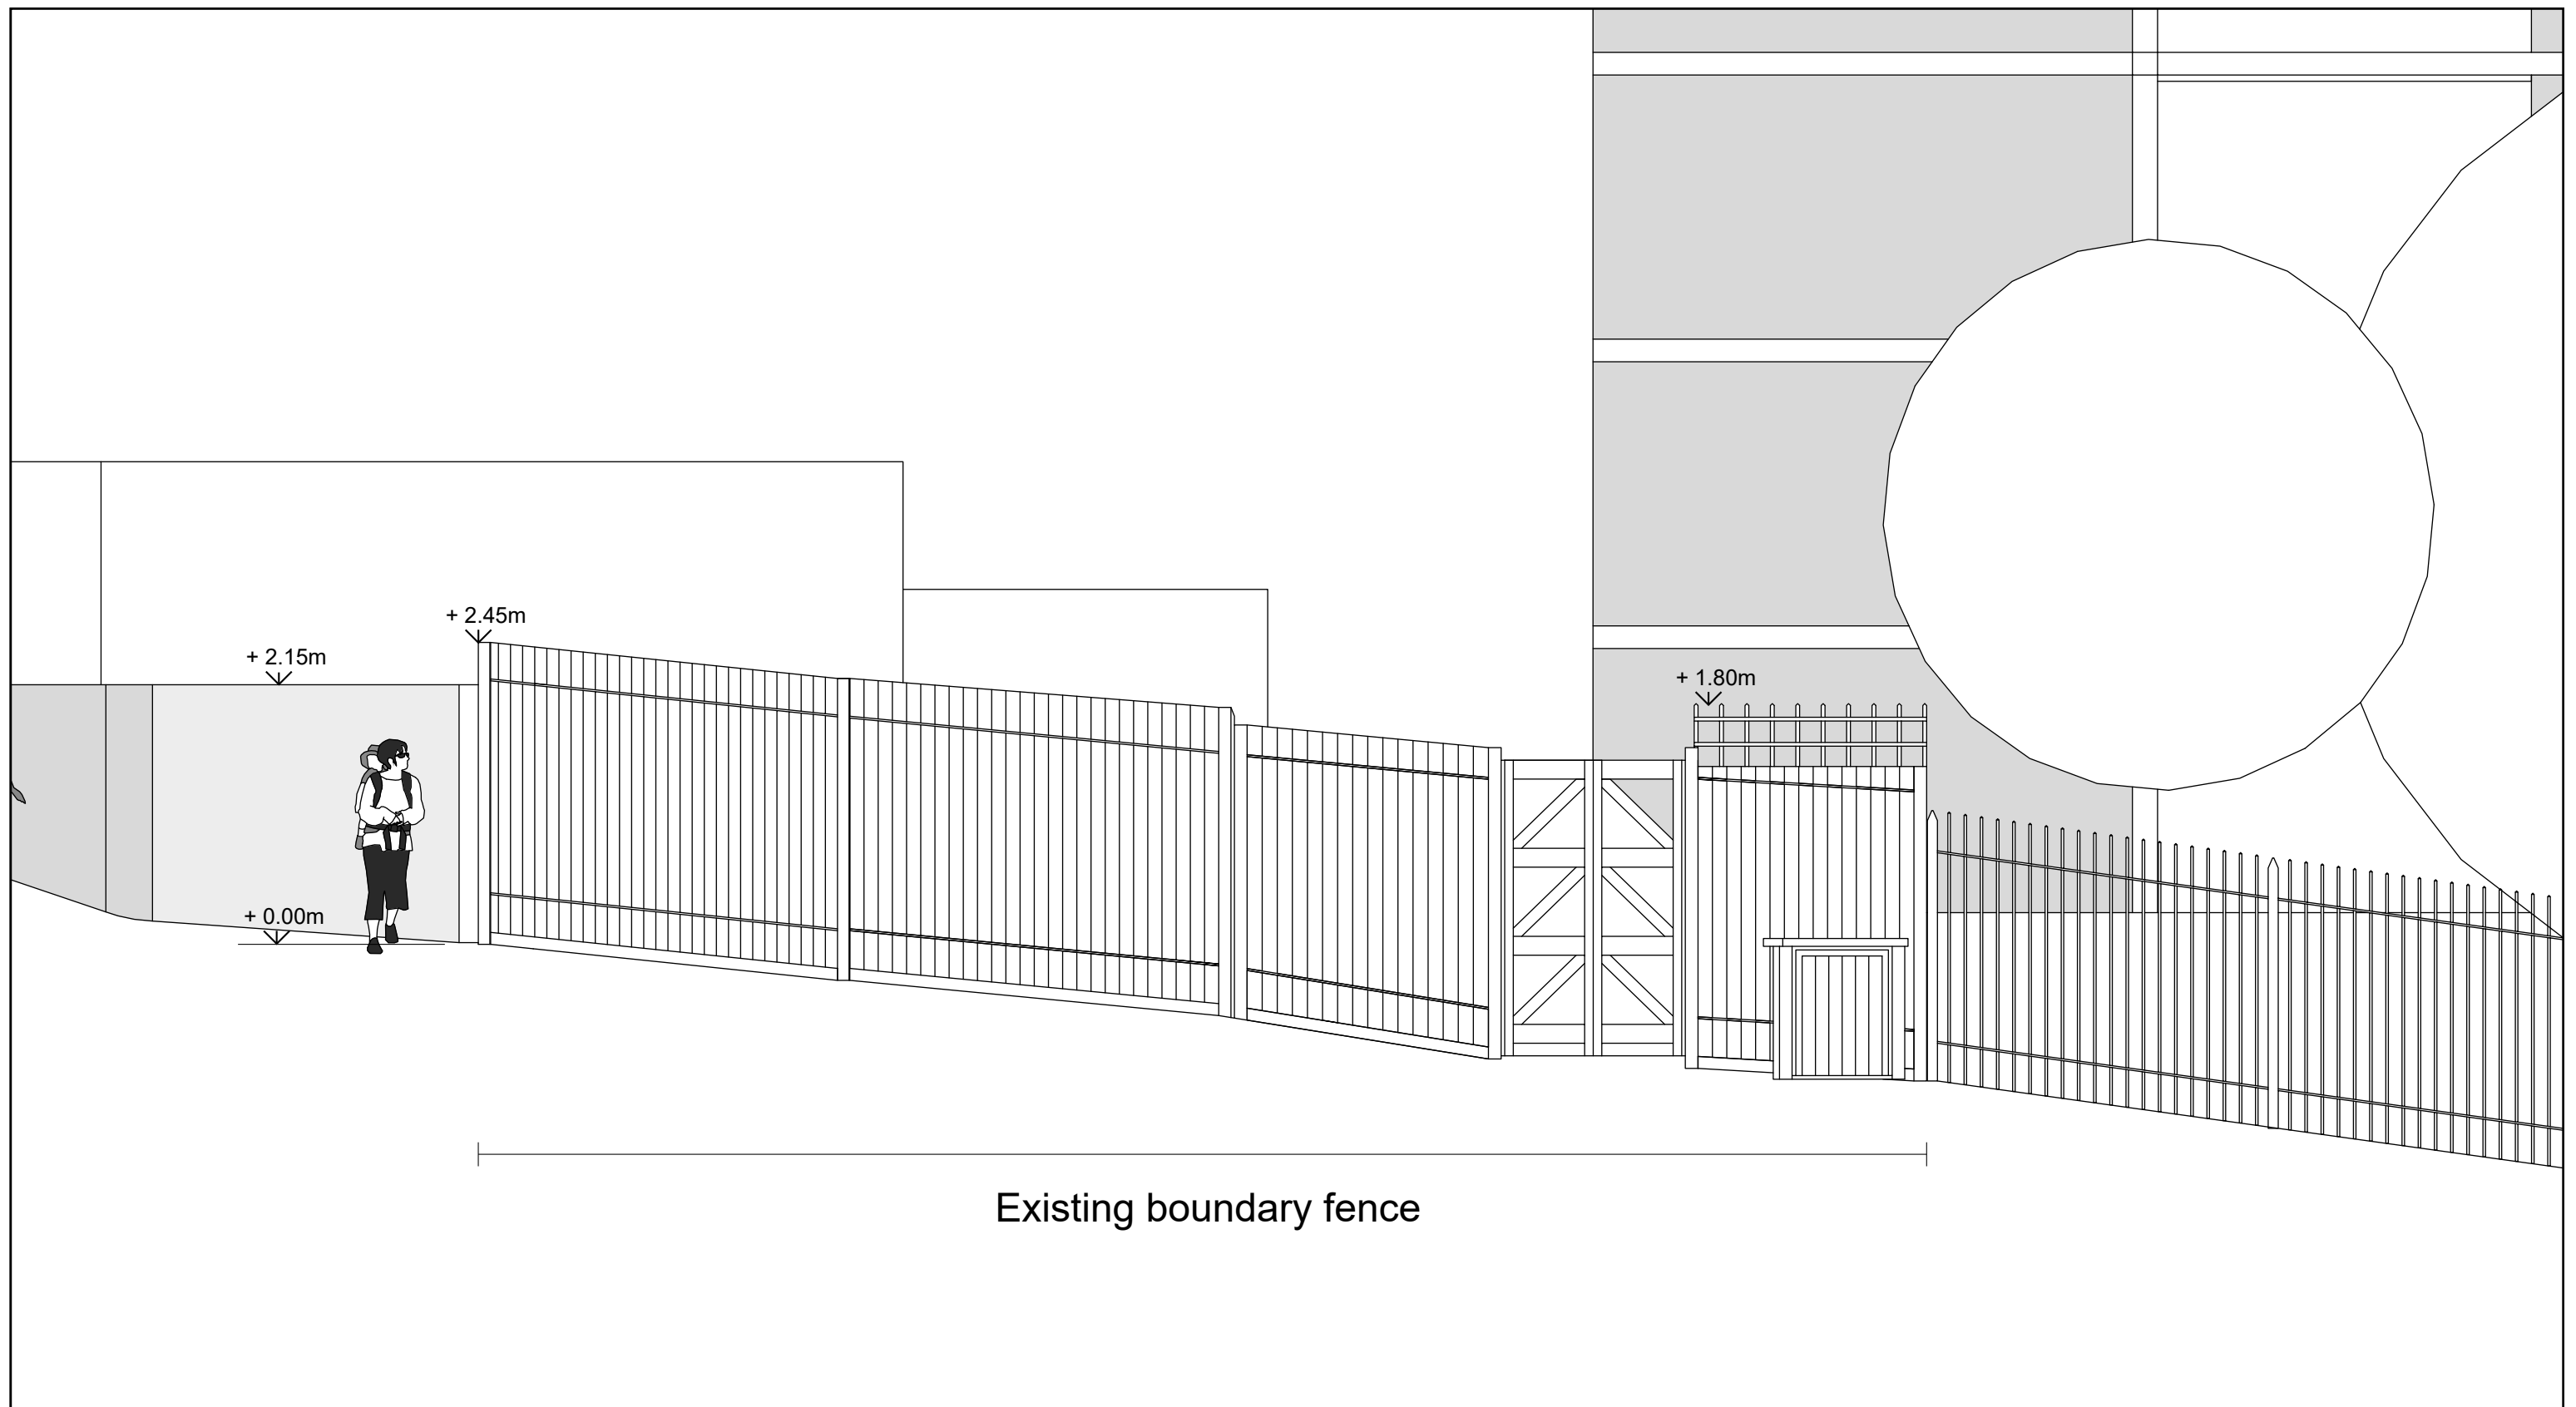 + 2.45m
+ 2.15m
+ 1.80m
+ 0.00m
Existing boundary fence